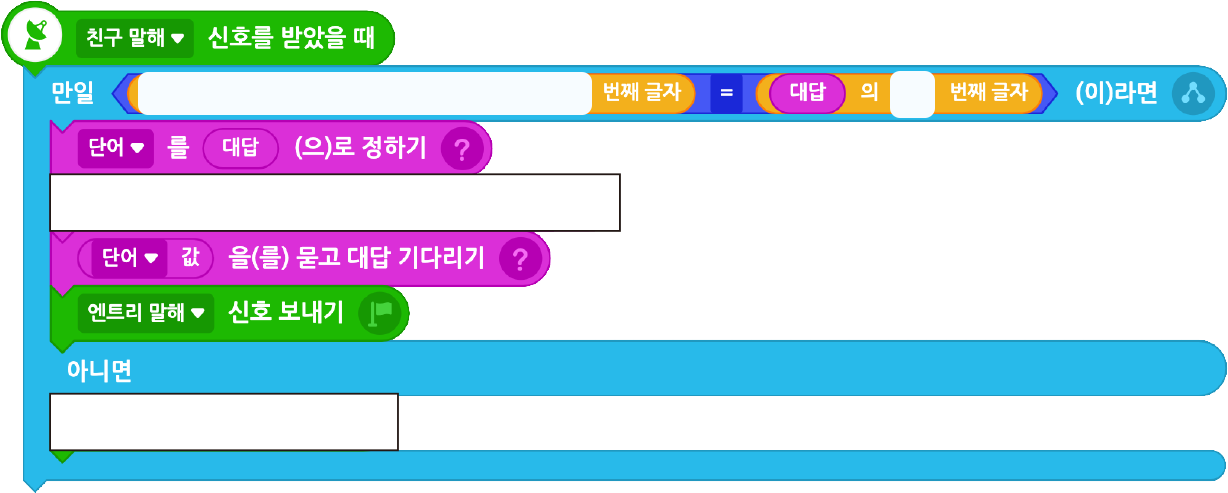 친구 말해 신호를 받았을 때
만일 번째 글자 = 대답 의 번째 글자 (이)라면
단어 를 대답 (으)로 정하기 ?
단어 값 을(를) 묻고 대답 기다리기 ?
엔트리 말해 신호 보내기
아니면